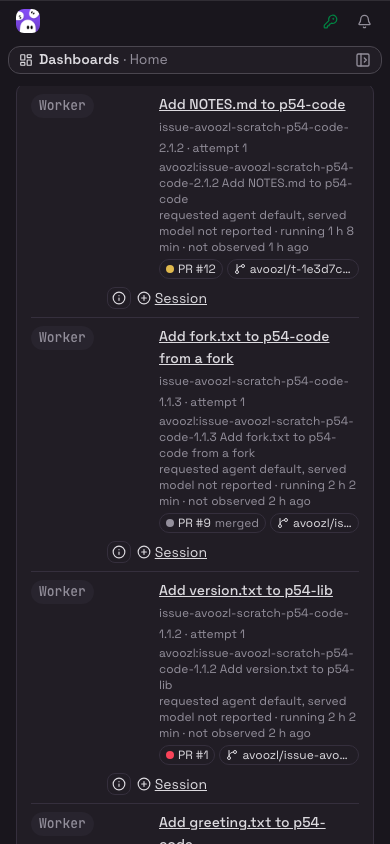 Dashboards · Home
Worker
Add NOTES.md to p54-code
issue-avoozl-scratch-p54-code-
2.1.2 · attempt 1
avoozl:issue-avoozl-scratch-p54-
code-2.1.2 Add NOTES.md to p54-
code
requested agent default, served
model not reported · running 1 h 8
min · not observed 1 h ago
PR #12
avoozl/t-1e3d7c...
Session
Worker
Add fork.txt to p54-code
from a fork
issue-avoozl-scratch-p54-code-
1.1.3 · attempt 1
avoozl:issue-avoozl-scratch-p54-
code-1.1.3 Add fork.txt to p54-
code from a fork
requested agent default, served
model not reported · running 2 h 2
min · not observed 2 h ago
PR #9 merged
avoozl/is...
Session
Worker
Add version.txt to p54-lib
issue-avoozl-scratch-p54-code-
1.1.2 · attempt 1
avoozl:issue-avoozl-scratch-p54-
code-1.1.2 Add version.txt to p54-
lib
requested agent default, served
model not reported · running 2 h 2
min · not observed 2 h ago
PR #1
avoozl/issue-avo...
Session
Worker
Add greeting.txt to p54-
code